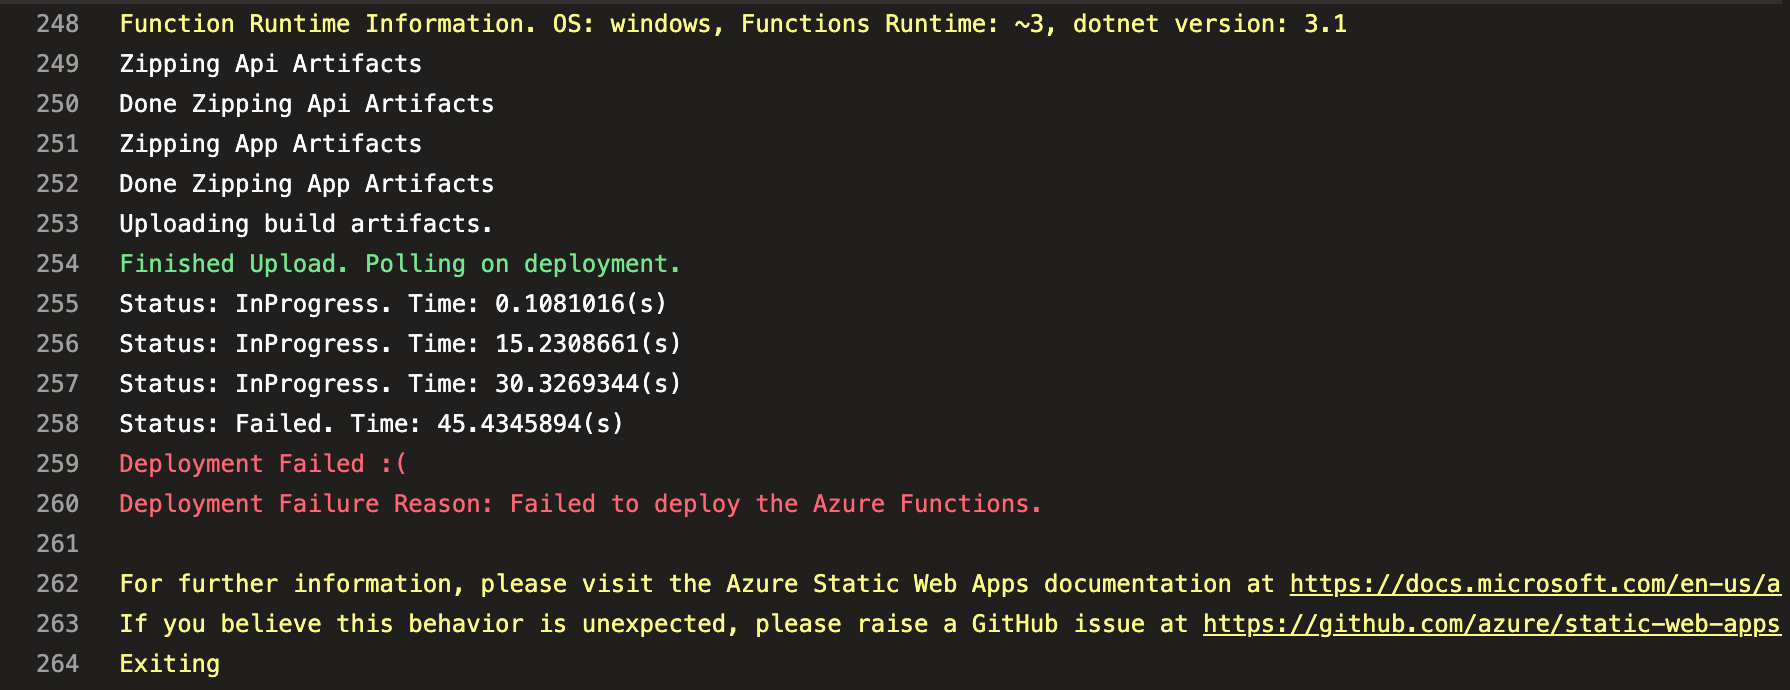 248 Function Runtime Information. OS: windows, Functions Runtime: ~3, dotnet version: 3.1
249 Zipping Api Artifacts
250 Done Zipping Api Artifacts
251 Zipping App Artifacts
252 Done Zipping App Artifacts
253 Uploading build artifacts.
254 Finished Upload. Polling on deployment.
255 Status: InProgress. Time: 0.1081016(s)
256 Status: InProgress. Time: 15.2308661(s)
257 Status: InProgress. Time: 30.3269344(s)
258 Status: Failed. Time: 45.4345894(s)
259 Deployment Failed :(
260 Deployment Failure Reason: Failed to deploy the Azure Functions.
261
262 For further information, please visit the Azure Static Web Apps documentation at https://docs.microsoft.com/en-us/a
263 If you believe this behavior is unexpected, please raise a GitHub issue at https://github.com/azure/static-web-apps
264 Exiting